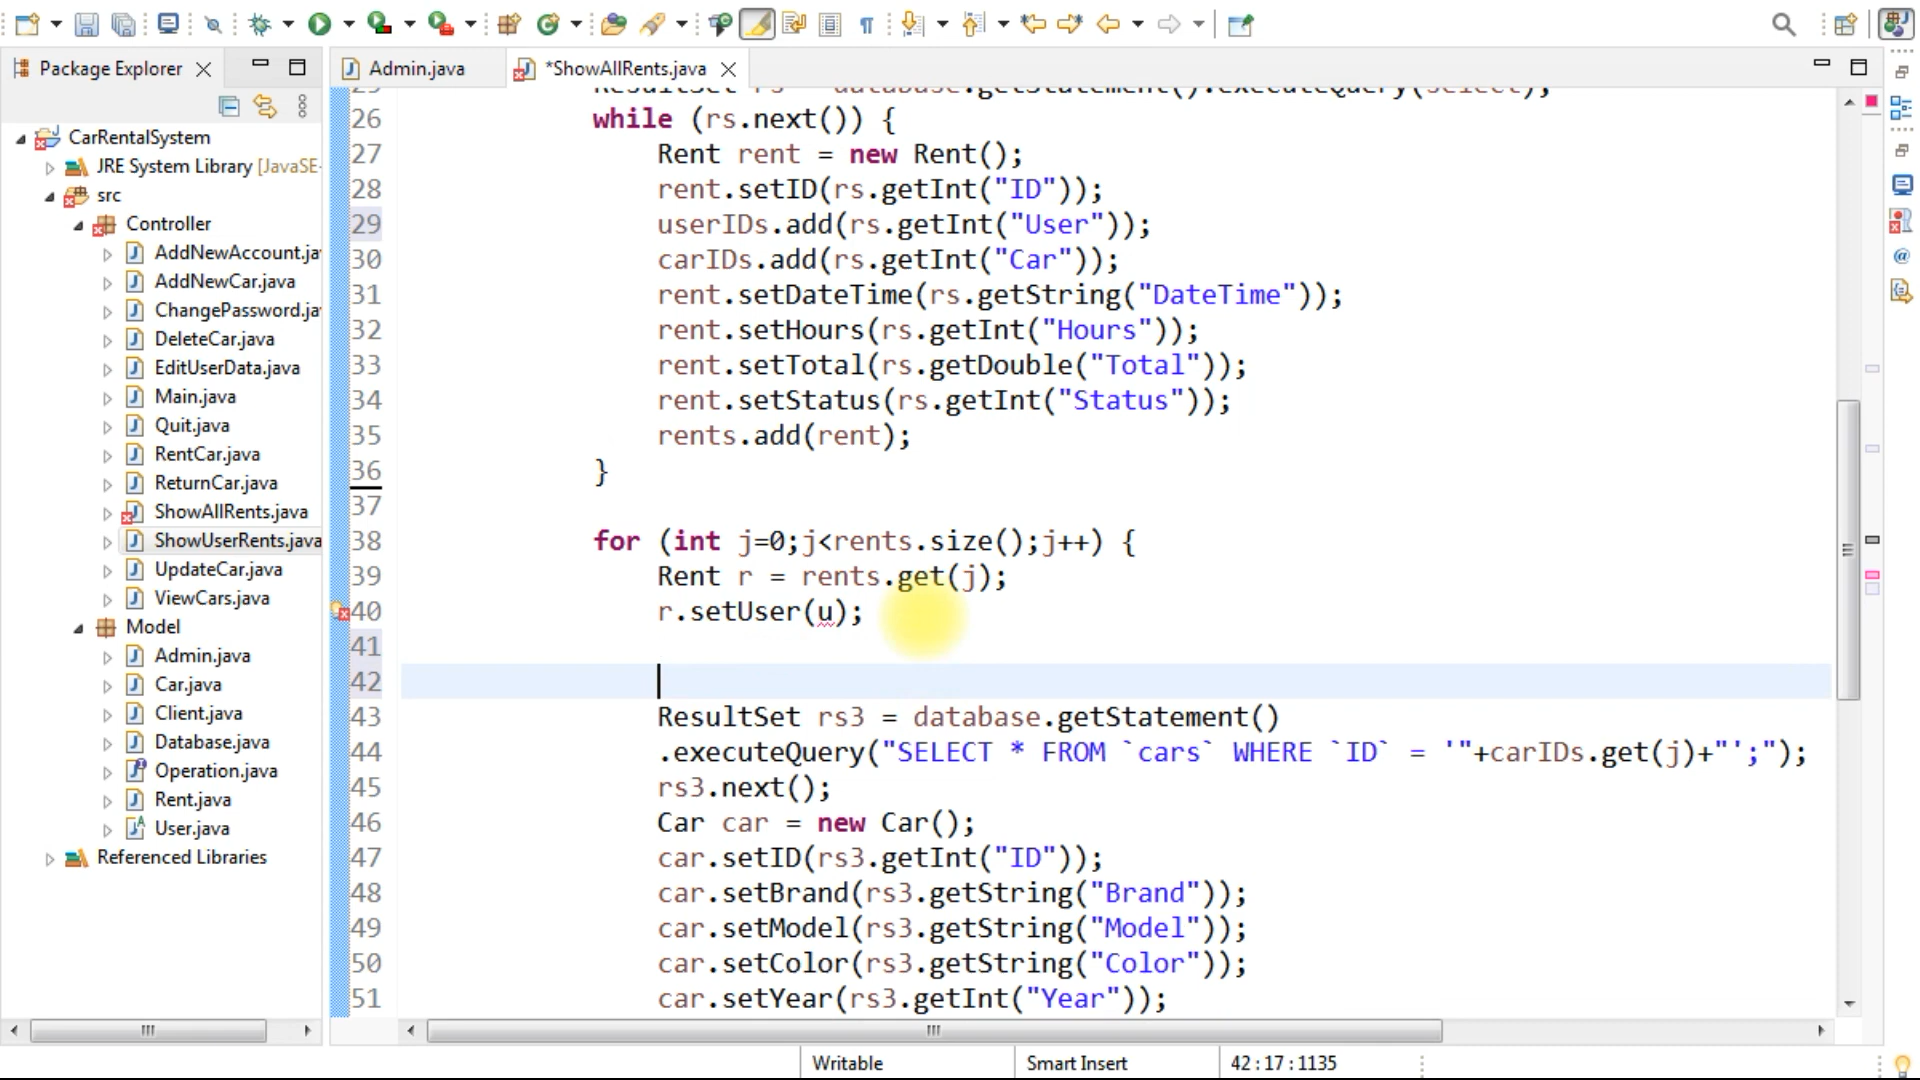 Package Explorer
CarRentalSystem
JRE System Library [JavaSE-
src
Controller
AddNewAccount.ja
AddNewCar.java
ChangePassword.ja
DeleteCar.java
EditUserData.java
Main.java
Quit.java
RentCar.java
ReturnCar.java
ShowAllRents.java
ShowUserRents.java
UpdateCar.java
ViewCars.java
Model
Admin.java
Car.java
Client.java
Database.java
Operation.java
Rent.java
User.java
Referenced Libraries
Admin.java
*ShowAllRents.java
25 ResultSet rs = database.getStatement().executeQuery(select);
26 while (rs.next()) {
27 Rent rent = new Rent();
28 rent.setID(rs.getInt("ID"));
29 userIDs.add(rs.getInt("User"));
30 carIDs.add(rs.getInt("Car"));
31 rent.setDateTime(rs.getString("DateTime"));
32 rent.setHours(rs.getInt("Hours"));
33 rent.setTotal(rs.getDouble("Total"));
34 rent.setStatus(rs.getInt("Status"));
35 rents.add(rent);
36 }
37
38 for (int j=0;j<rents.size();j++) {
39 Rent r = rents.get(j);
40 r.setUser(u);
41
42
43 ResultSet rs3 = database.getStatement()
44 .executeQuery("SELECT * FROM `cars` WHERE `ID` = '"+carIDs.get(j)+"';");
45 rs3.next();
46 Car car = new Car();
47 car.setID(rs3.getInt("ID"));
48 car.setBrand(rs3.getString("Brand"));
49 car.setModel(rs3.getString("Model"));
50 car.setColor(rs3.getString("Color"));
51 car.setYear(rs3.getInt("Year"));
Writable
Smart Insert
42 : 17 : 1135